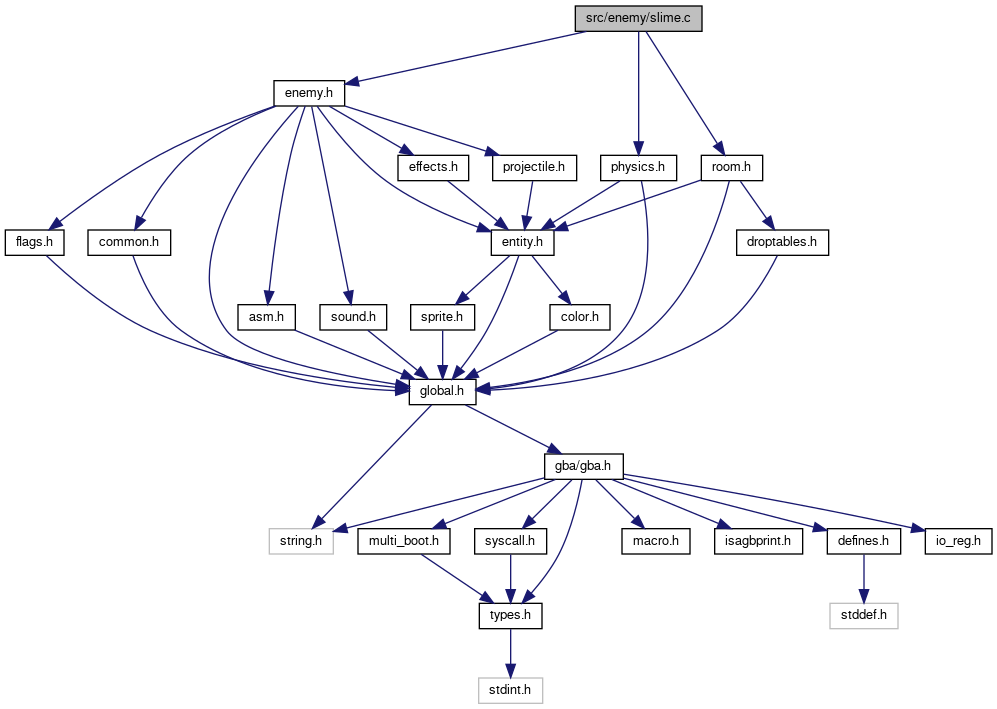 src/enemy/slime.c
enemy.h
effects.h
projectile.h
physics.h
room.h
flags.h
common.h
entity.h
droptables.h
asm.h
sound.h
sprite.h
color.h
global.h
gba/gba.h
string.h
multi_boot.h
syscall.h
macro.h
isagbprint.h
defines.h
io_reg.h
types.h
stddef.h
stdint.h